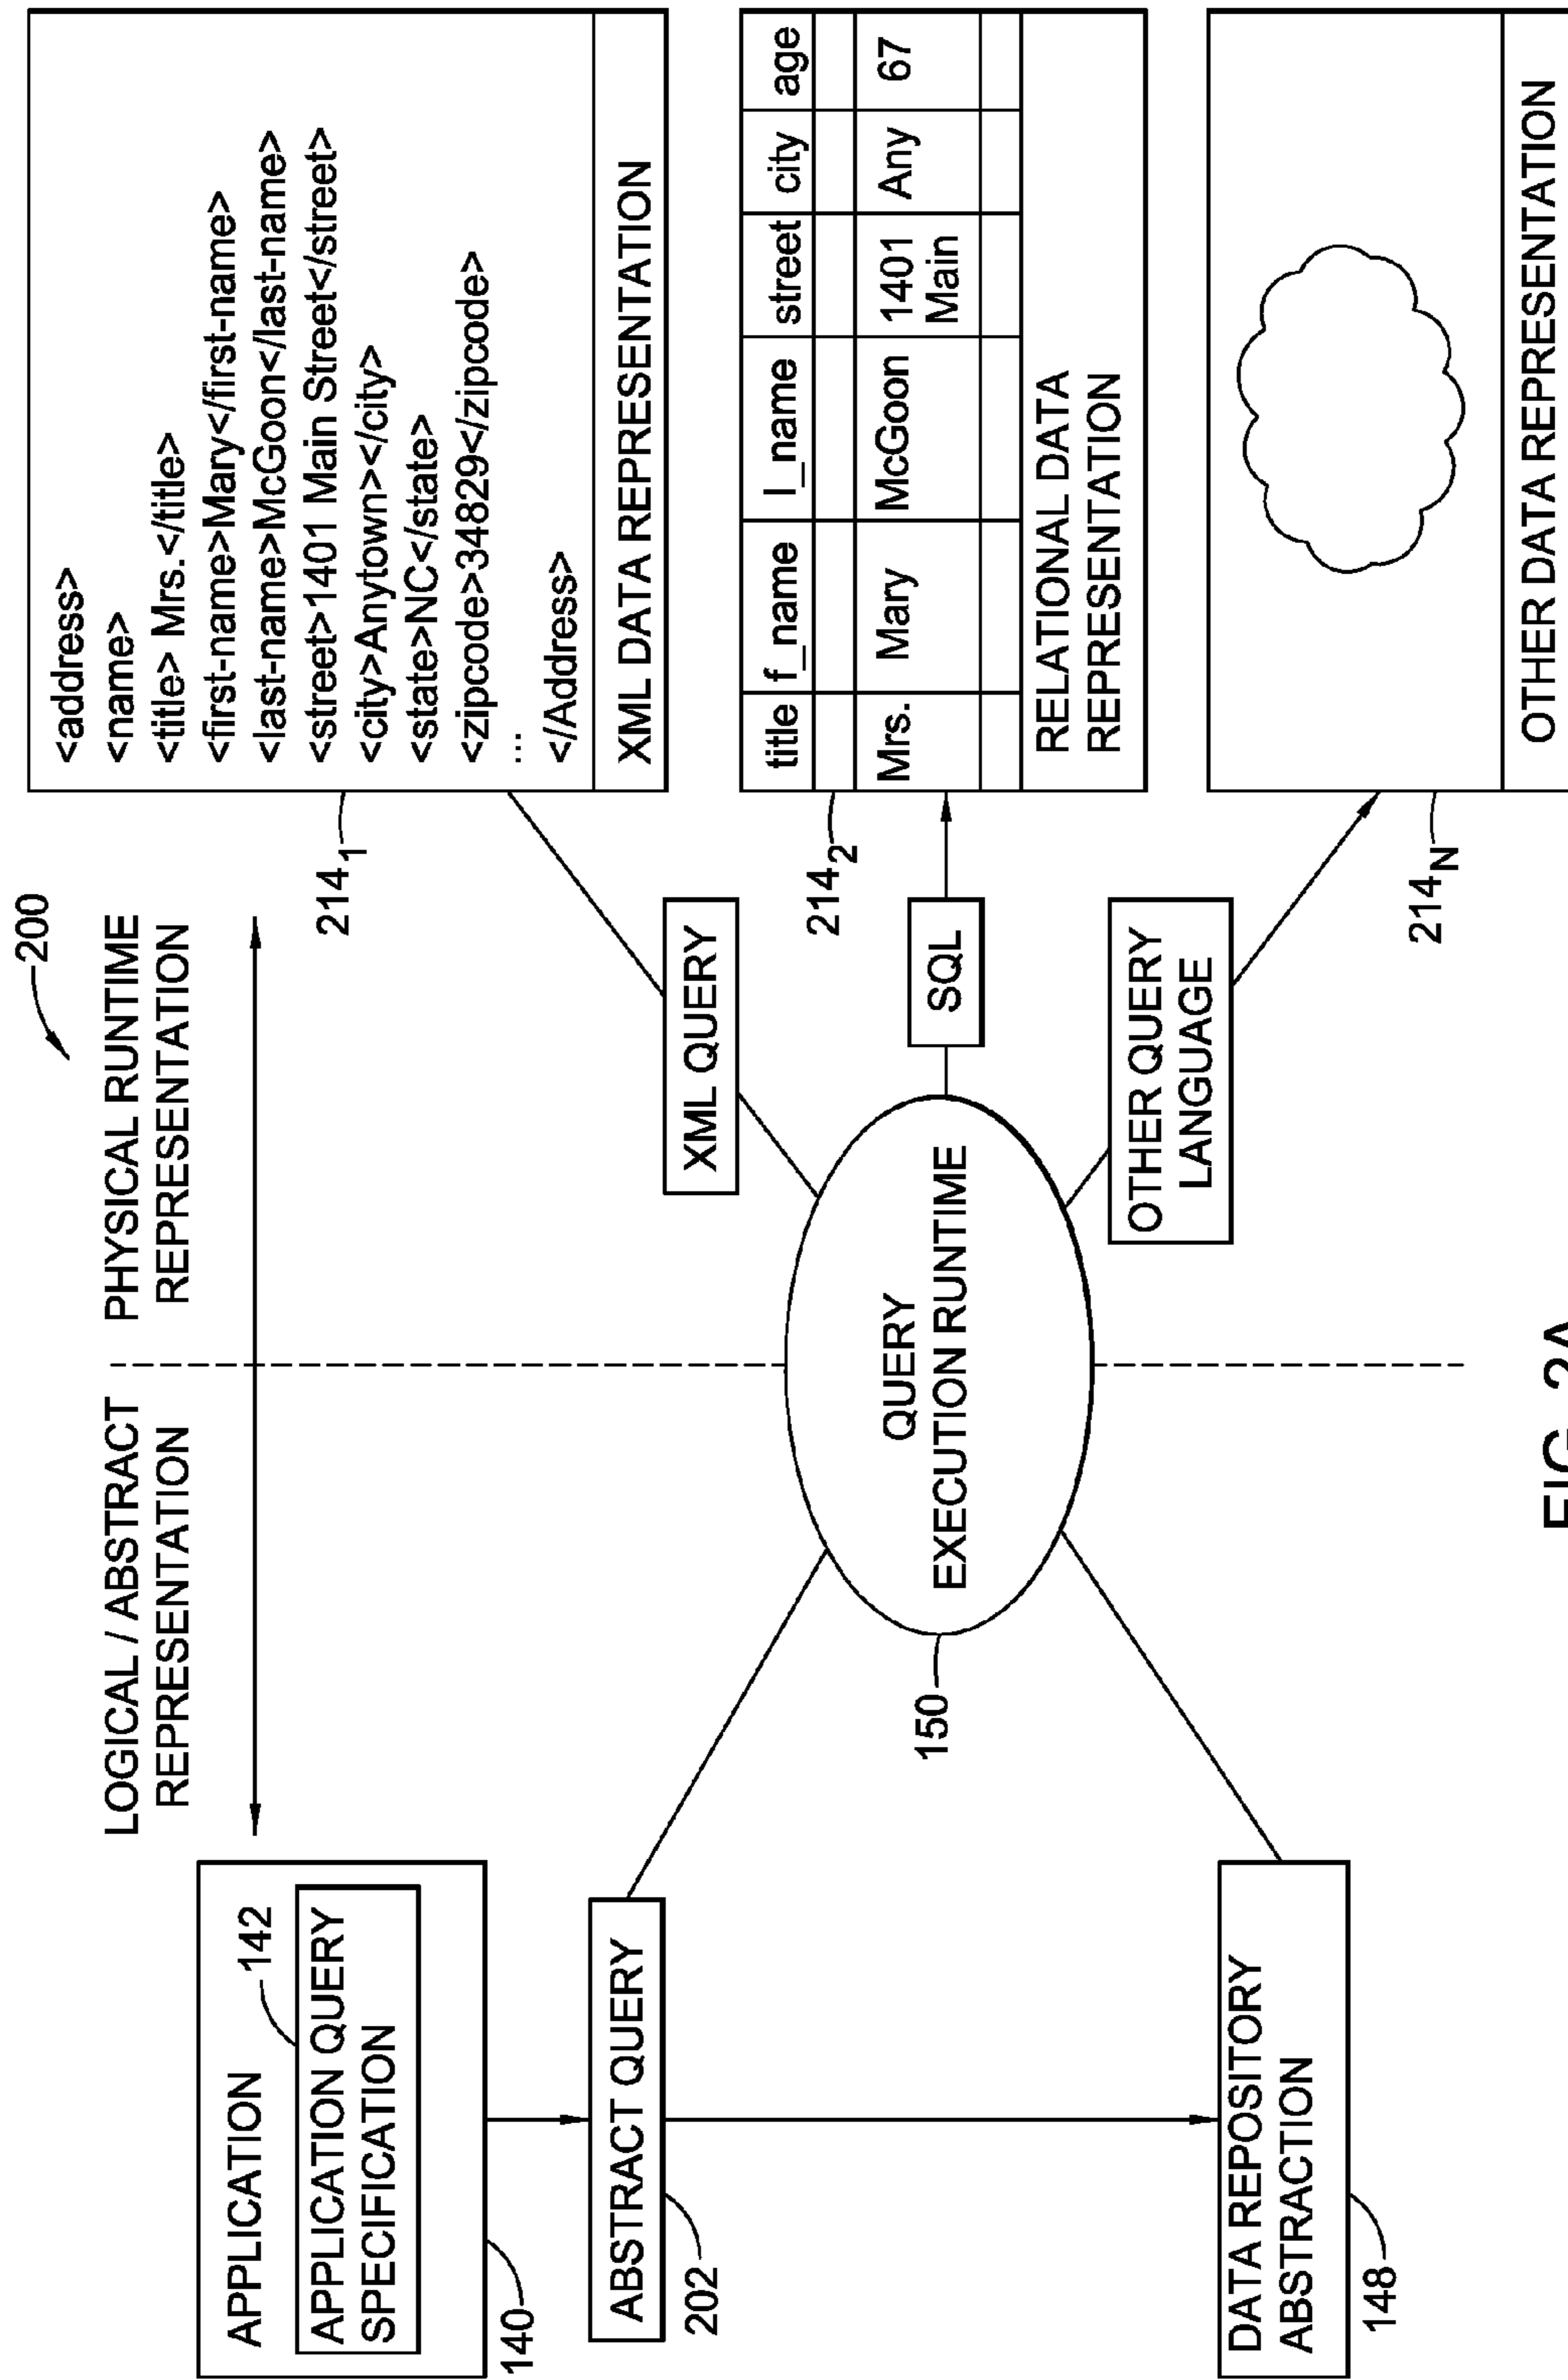 200
LOGICAL / ABSTRACT
REPRESENTATION
PHYSICAL RUNTIME
REPRESENTATION
APPLICATION
142
APPLICATION QUERY
SPECIFICATION
140
ABSTRACT QUERY
202
DATA REPOSITORY
ABSTRACTION
148
QUERY
EXECUTION RUNTIME
150
XML QUERY
SQL
OTHER QUERY
LANGUAGE
214₁
<address>
<name>
<title> Mrs.</title>
<first-name>Mary</first-name>
<last-name>McGoon</last-name>
<street>1401 Main Street</street>
<city>Anytown></city>
<state>NC</state>
<zipcode>34829</zipcode>
...
</Address>
XML DATA REPRESENTATION
214₂
title f_name l_name street city age
Mrs. Mary McGoon 1401 Main Any 67
RELATIONAL DATA
REPRESENTATION
214N
OTHER DATA REPRESENTATION
FIG. 2A